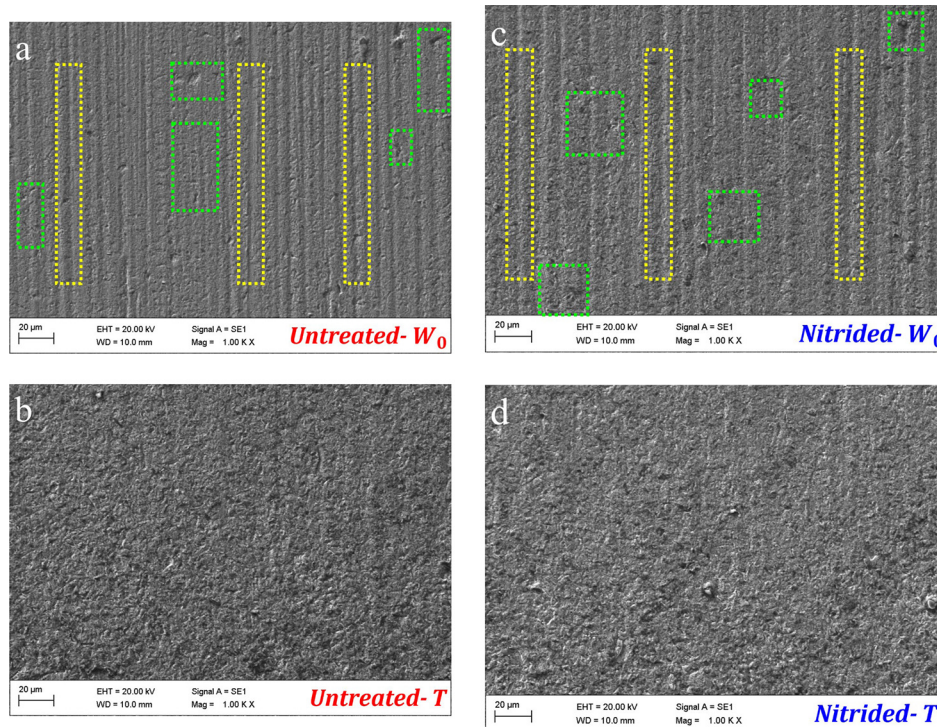 a
20 µm
EHT = 20.00 kV
Signal A = SE1
WD = 10.0 mm
Mag = 1.00 K X
Untreated- W₀
c
20 µm
EHT = 20.00 kV
Signal A = SE1
WD = 10.0 mm
Mag = 1.00 K X
Nitrided- W₀
b
20 µm
EHT = 20.00 kV
Signal A = SE1
WD = 10.0 mm
Mag = 1.00 K X
Untreated- T
d
20 µm
EHT = 20.00 kV
Signal A = SE1
WD = 10.0 mm
Mag = 1.00 K X
Nitrided- T